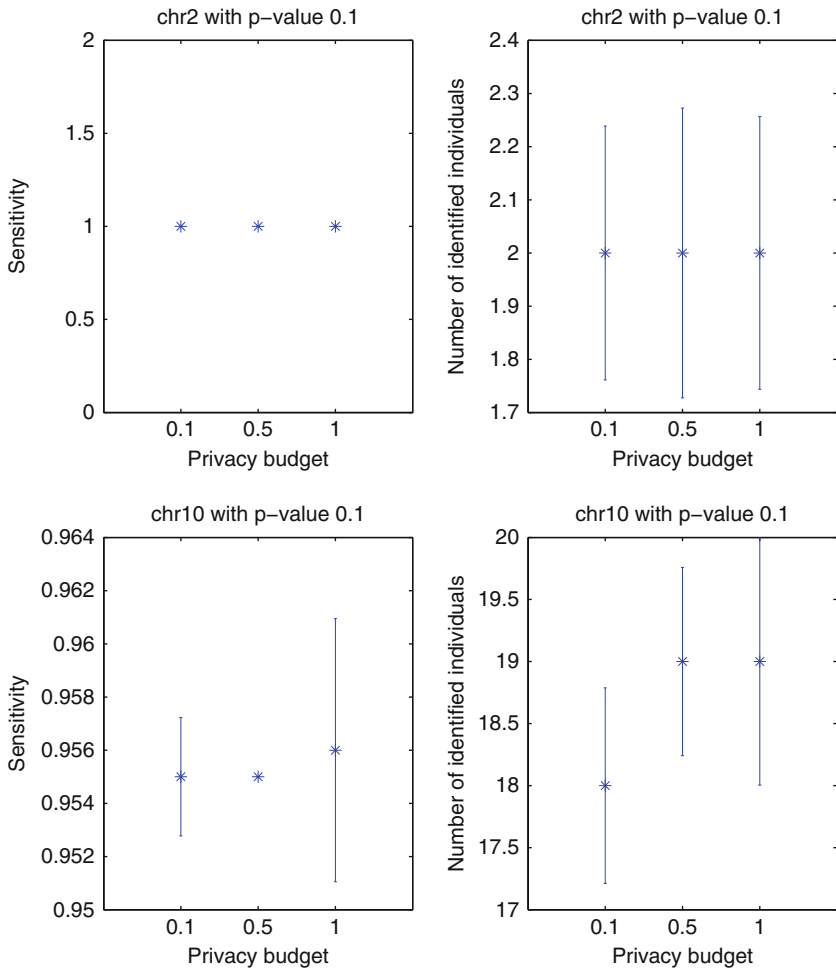 chr2 with p-value 0.1
2
1.5
1
0.5
0
Sensitivity
0.1 0.5 1
Privacy budget
chr2 with p-value 0.1
2.4
2.3
2.2
2.1
2
1.9
1.8
1.7
Number of identified individuals
0.1 0.5 1
Privacy budget
chr10 with p-value 0.1
0.964
0.962
0.96
0.958
0.956
0.954
0.952
0.95
Sensitivity
0.1 0.5 1
Privacy budget
chr10 with p-value 0.1
20
19.5
19
18.5
18
17.5
17
Number of identified individuals
0.1 0.5 1
Privacy budget